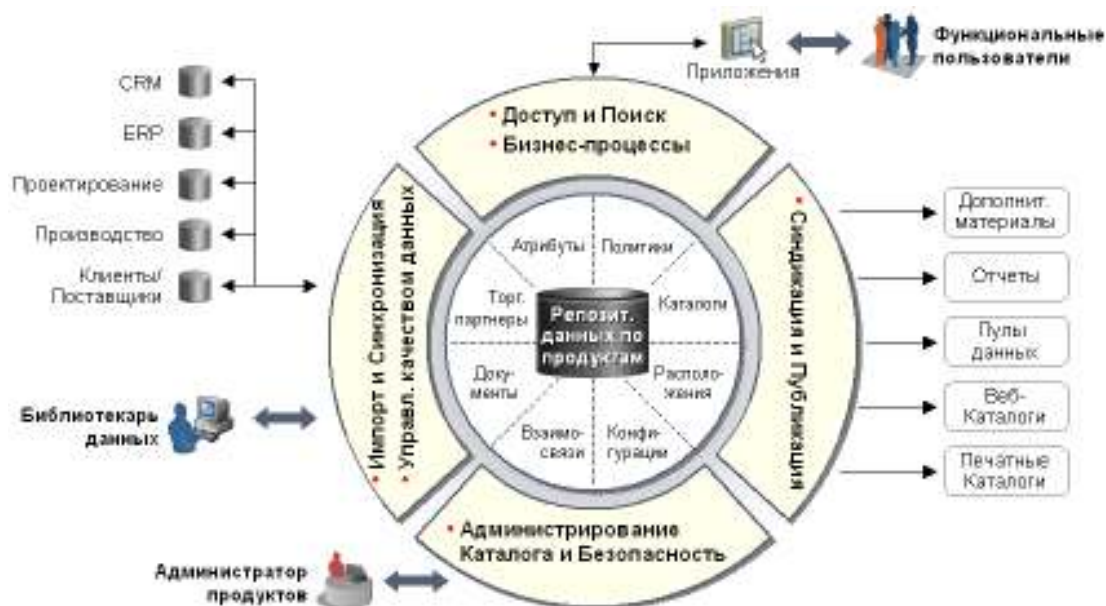 Функциональные
пользователи
Приложения
CRM
ERP
Проектирование
Производство
Клиенты/
Поставщики
• Доступ и Поиск
• Бизнес-процессы
• Импорт и Синхронизация
• Управл. качеством данных
• Синдикация и Публикация
Атрибуты
Политики
Торг.
партнеры
Каталоги
Репозит.
данных по
продуктам
Доку-
менты
Располо-
жения
Взаимо-
связи
Конфи-
гурации
• Администрирование
Каталога и Безопасность
Дополнит.
материалы
Отчеты
Пулы
данных
Веб-
Каталоги
Печатные
Каталоги
Библиотекарь
данных
Администратор
продуктов